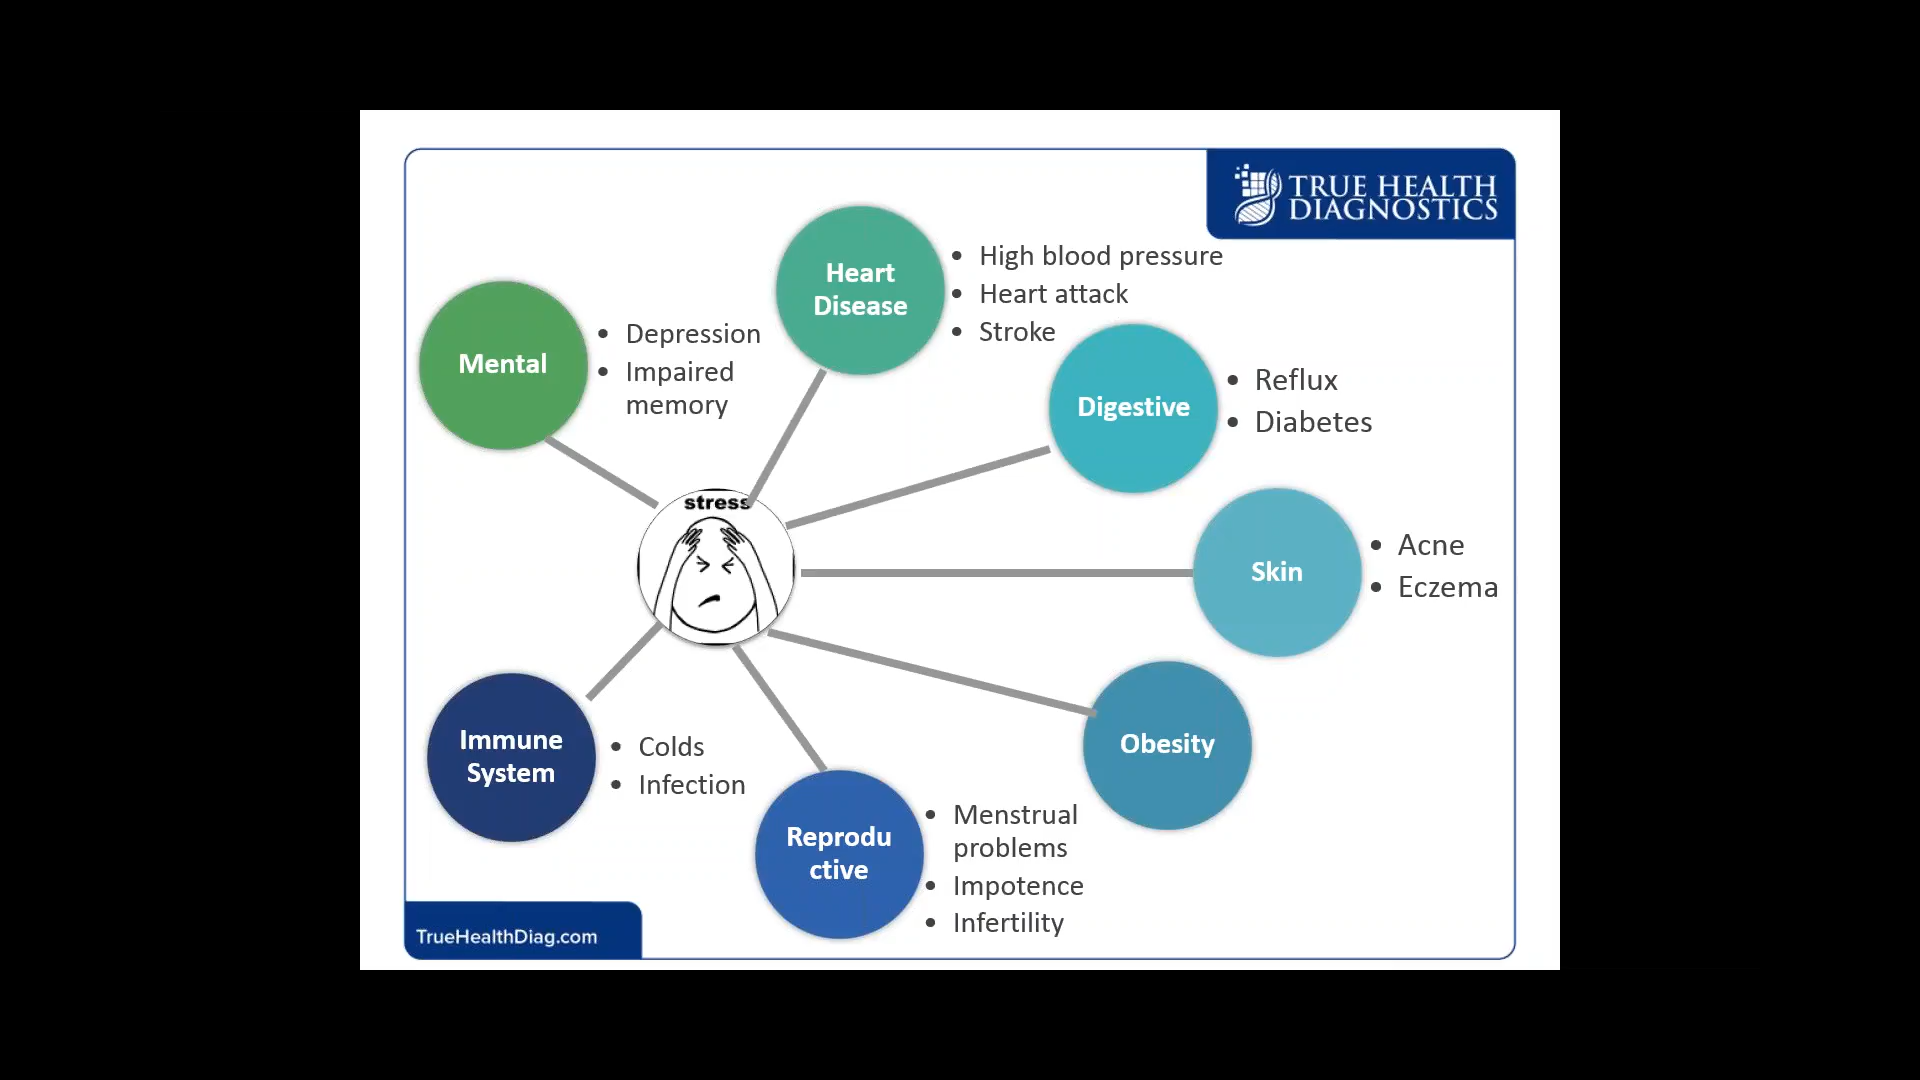 TRUE HEALTH
DIAGNOSTICS
Heart
Disease
• High blood pressure
• Heart attack
• Stroke
Mental
• Depression
• Impaired
memory
Digestive
• Reflux
• Diabetes
stress
Skin
• Acne
• Eczema
Obesity
Immune
System
• Colds
• Infection
Reprodu
ctive
• Menstrual
problems
• Impotence
• Infertility
TrueHealthDiag.com